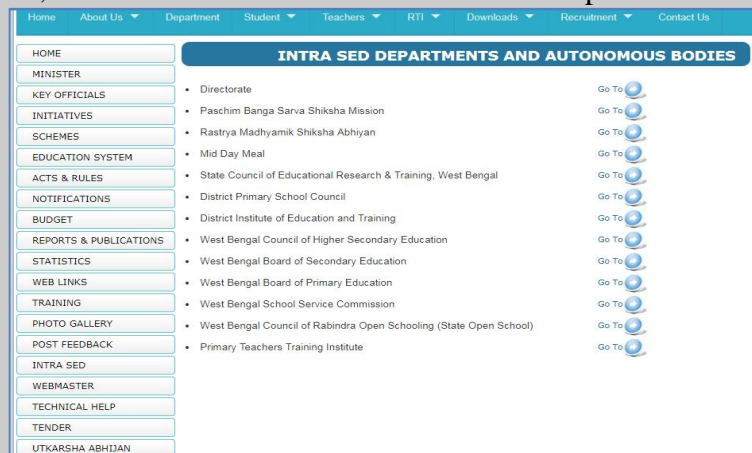 Home About Us Department Student Teachers RTI Downloads Recruitment Contact Us
HOME
MINISTER
KEY OFFICIALS
INITIATIVES
SCHEMES
EDUCATION SYSTEM
ACTS & RULES
NOTIFICATIONS
BUDGET
REPORTS & PUBLICATIONS
STATISTICS
WEB LINKS
TRAINING
PHOTO GALLERY
POST FEEDBACK
INTRA SED
WEBMASTER
TECHNICAL HELP
TENDER
UTKARSHA ABHIJAN
INTRA SED DEPARTMENTS AND AUTONOMOUS BODIES
• Directorate Go To
• Paschim Banga Sarva Shiksha Mission Go To
• Rastrya Madhyamik Shiksha Abhiyan Go To
• Mid Day Meal Go To
• State Council of Educational Research & Training, West Bengal Go To
• District Primary School Council Go To
• District Institute of Education and Training Go To
• West Bengal Council of Higher Secondary Education Go To
• West Bengal Board of Secondary Education Go To
• West Bengal Board of Primary Education Go To
• West Bengal School Service Commission Go To
• West Bengal Council of Rabindra Open Schooling (State Open School) Go To
• Primary Teachers Training Institute Go To